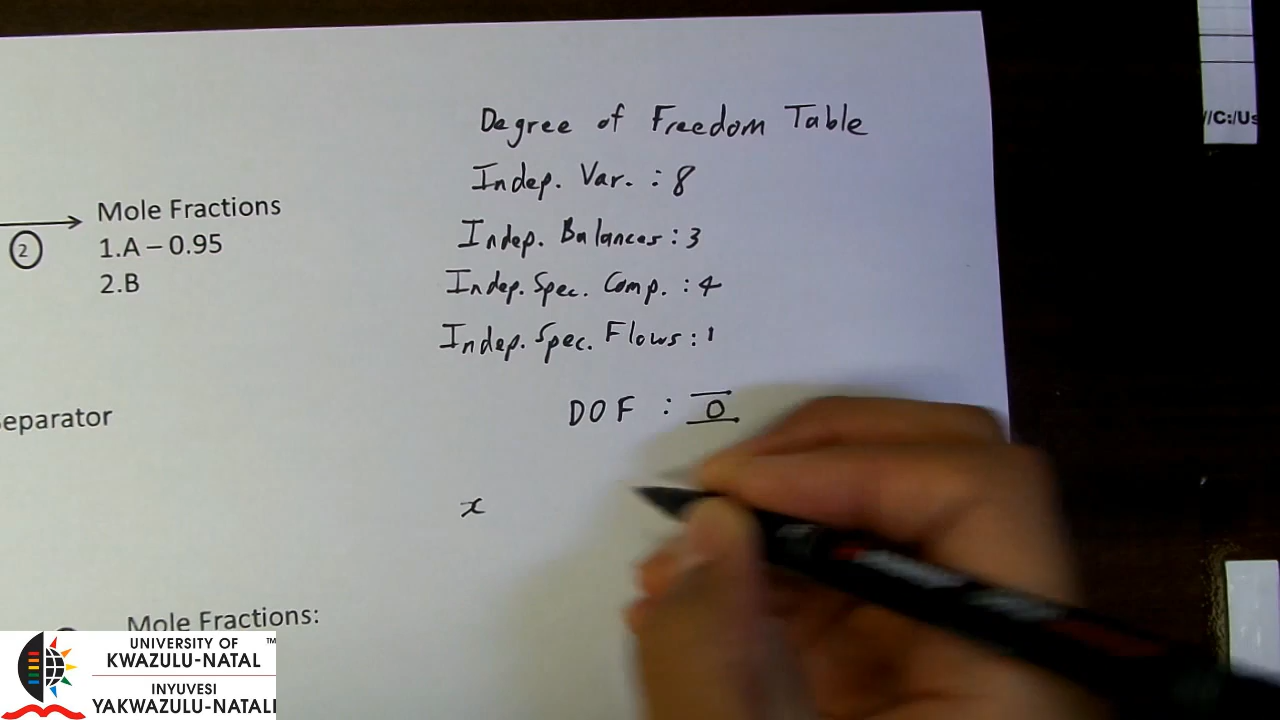 Degree of Freedom Table
Indep. Var. : 8
Indep. Balances : 3
Indep. Spec. Comp. : 4
Indep. Spec. Flows : 1
DOF : 0
x
2
Mole Fractions
1.A – 0.95
2.B
eparator
Mole Fractions:
//C:/Us
UNIVERSITY OF ™
KWAZULU-NATAL
INYUVESI
YAKWAZULU-NATALI